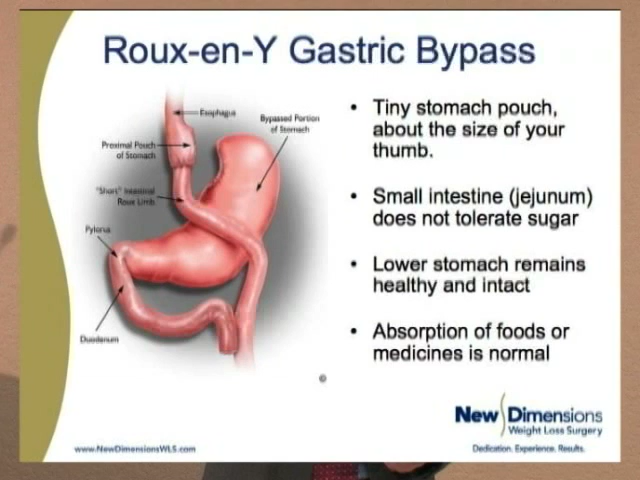 Roux-en-Y Gastric Bypass
Esophagus
Bypassed Portion
of Stomach
Proximal Pouch
of Stomach
"Short" Intestinal
Roux Limb
Pylorus
Duodenum
• Tiny stomach pouch,
about the size of your
thumb.
• Small intestine (jejunum)
does not tolerate sugar
• Lower stomach remains
healthy and intact
• Absorption of foods or
medicines is normal
©
New Dimensions
Weight Loss Surgery
www.NewDimensionsWLS.com
Dedication. Experience. Results.